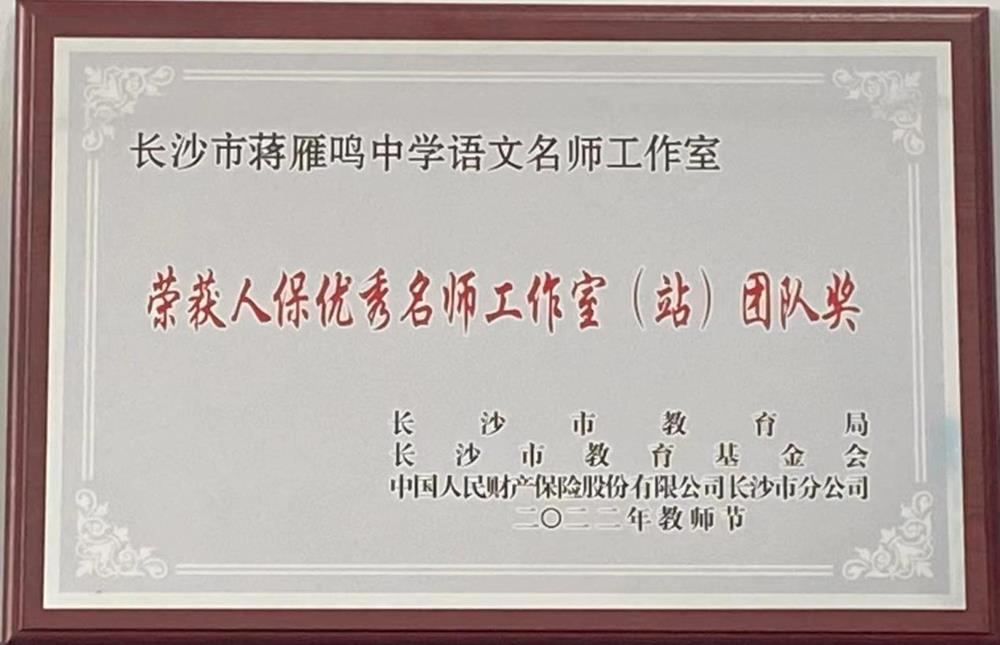 长沙市蒋雁鸣中学语文名师工作室
荣获人保优秀名师工作室（站）团队奖
长沙市教育局
长沙市教育基金会
中国人民财产保险股份有限公司长沙市分公司
二〇二二年教师节